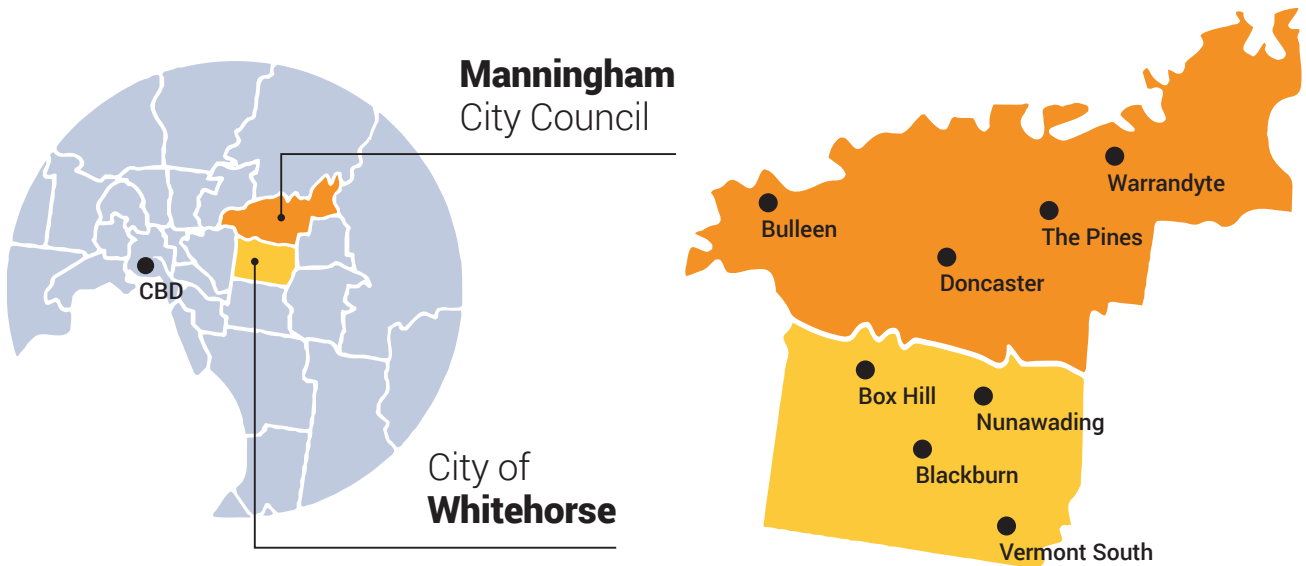 Manningham
City Council
CBD
City of
Whitehorse
Warrandyte
Bulleen
The Pines
Doncaster
Box Hill
Nunawading
Blackburn
Vermont South